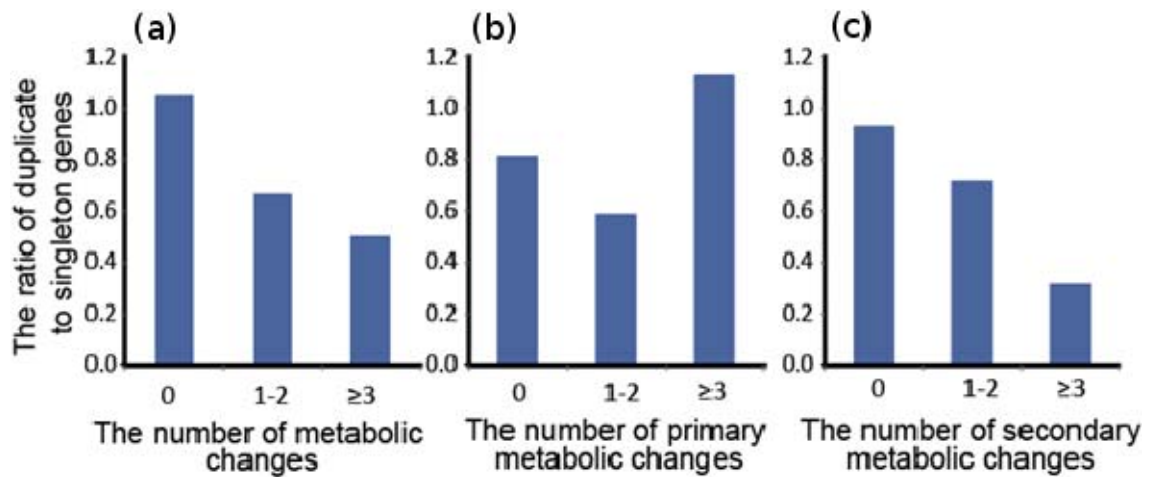 (a)
(b)
(c)
The ratio of duplicate
to singleton genes
1.2
1.0
0.8
0.6
0.4
0.2
0.0
0
1-2
≥3
The number of metabolic
changes
1.2
1.0
0.8
0.6
0.4
0.2
0.0
0
1-2
≥3
The number of primary
metabolic changes
1.2
1.0
0.8
0.6
0.4
0.2
0.0
0
1-2
≥3
The number of secondary
metabolic changes